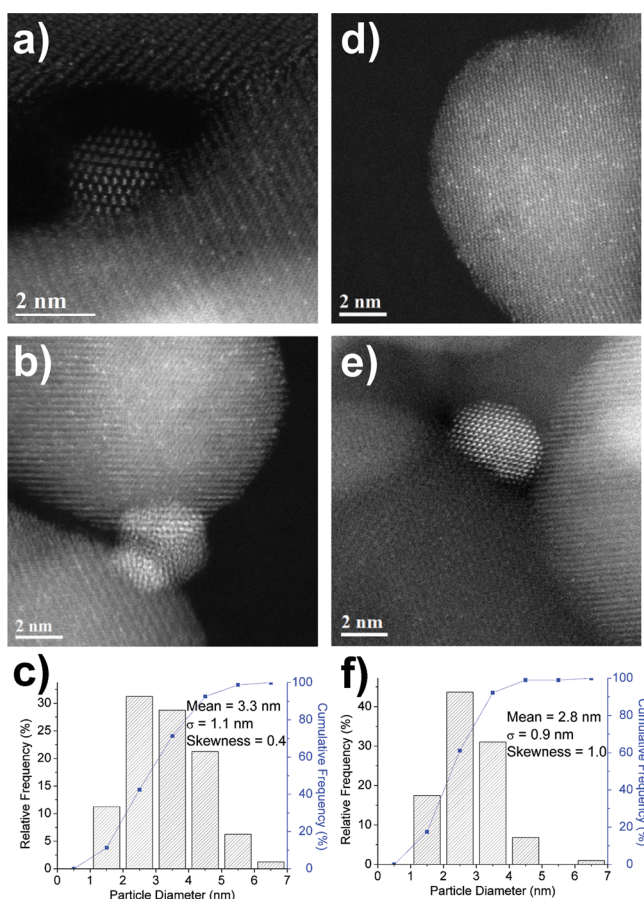 a)
2 nm
d)
2 nm
b)
2 nm
e)
2 nm
c)
Mean = 3.3 nm
σ = 1.1 nm
Skewness = 0.4
Relative Frequency (%)
0
5
10
15
20
25
30
0 1 2 3 4 5 6 7
Particle Diameter (nm)
0
20
40
60
80
100
Cumulative Frequency (%)
f)
Mean = 2.8 nm
σ = 0.9 nm
Skewness = 1.0
Relative Frequency (%)
0
10
20
30
40
0 1 2 3 4 5 6 7
Particle Diameter (nm)
0
20
40
60
80
100
Cumulative Frequency (%)